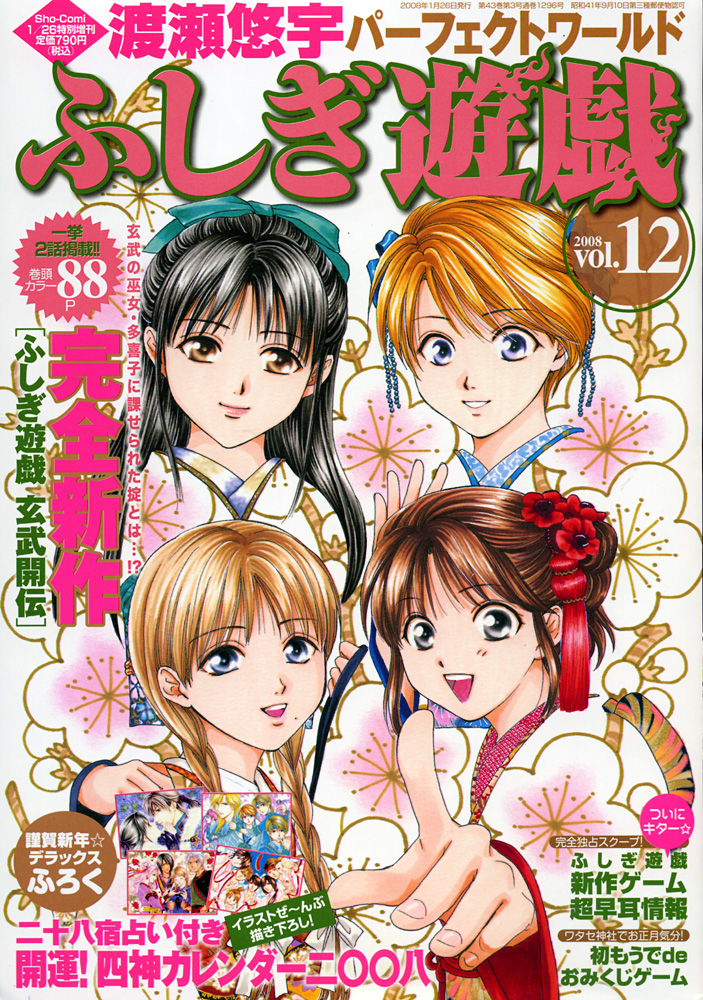 Sho-Comi
1/26特別増刊
定価790円
(税込)
2008年1月26日発行 第43巻第3号通巻1296号 昭和41年9月10日第三種郵便物認可
渡瀬悠宇パーフェクトワールド
ふしぎ遊戯
2008
vol.12
一挙
2話掲載!!
巻頭
カラー88P
玄武の巫女・多喜子に課せられた掟とは…!?
完全新作
[ふしぎ遊戯 玄武開伝]
謹賀新年☆
デラックス
ふろく
イラストぜ〜んぶ
描き下ろし!
二十八宿占い付き
開運!四神カレンダー二〇〇八
ついに
キター☆
完全独占スクープ!
ふしぎ遊戯
新作ゲーム
超早耳情報
ワタセ神社でお正月気分!
初もうでde
おみくじゲーム